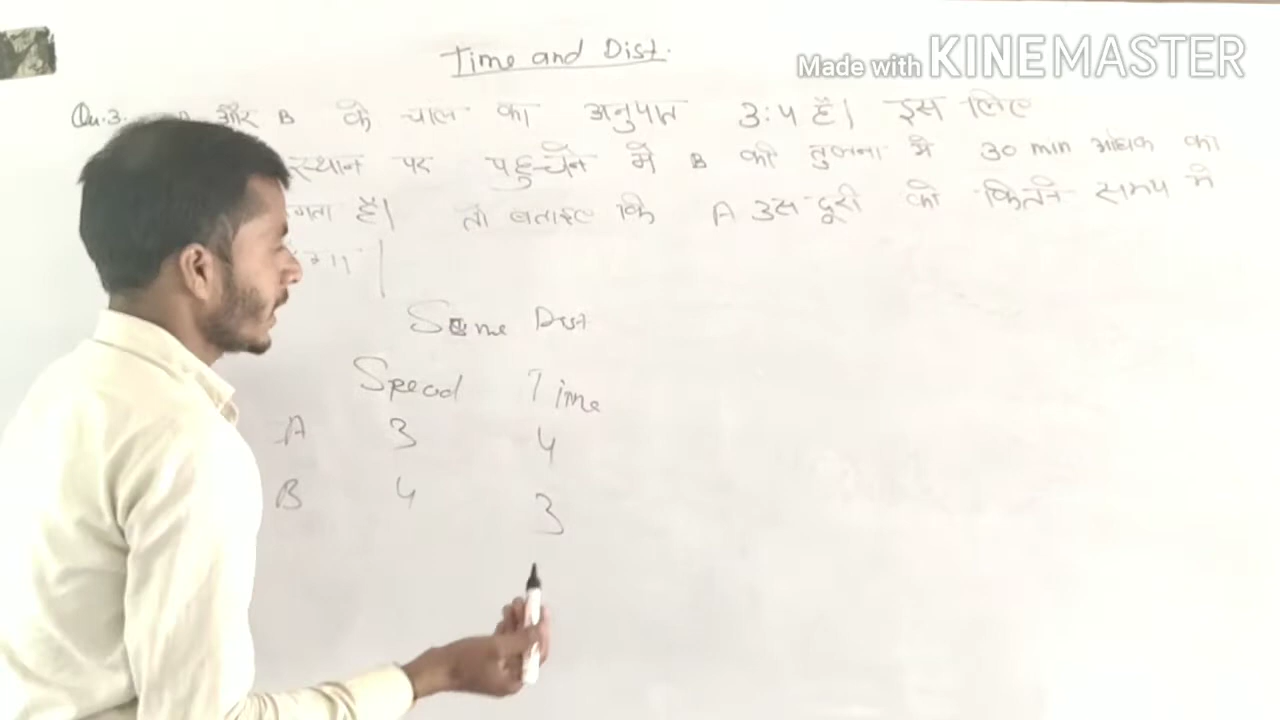 Time and Dist.
Made with KINEMASTER
Qu.3. और B के चाल का अनुपात 3:4 है। इस लिए
स्थान पर पहुचने में B की तुलना में 30 min अधिक का
है। तो बताइए कि A उस दूरी को कितने समय में
Same Dist
Speed Time
A 3 4
B 4 3